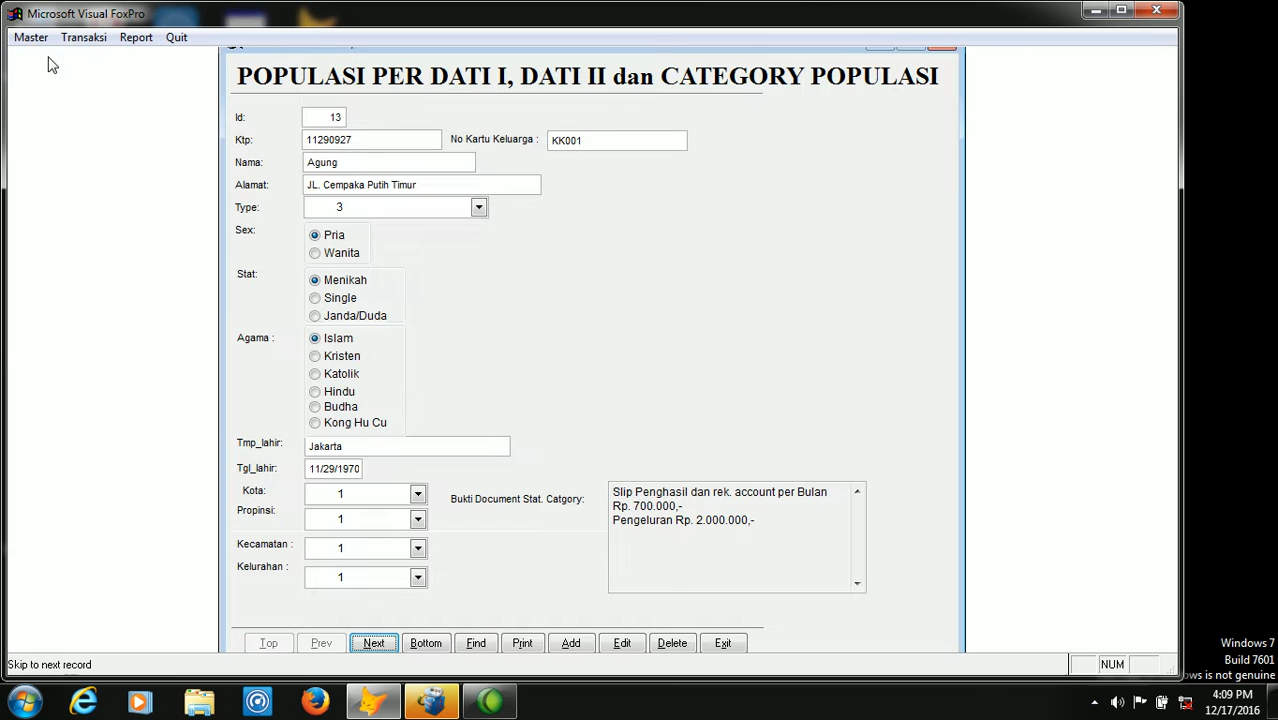 Microsoft Visual FoxPro
Master Transaksi Report Quit
POPULASI PER DATI I, DATI II dan CATEGORY POPULASI
Id: 13
Ktp: 11290927 No Kartu Keluarga : KK001
Nama: Agung
Alamat: JL. Cempaka Putih Timur
Type: 3
Sex: Pria
Wanita
Stat: Menikah
Single
Janda/Duda
Agama : Islam
Kristen
Katolik
Hindu
Budha
Kong Hu Cu
Tmp_lahir: Jakarta
Tgl_lahir: 11/29/1970
Kota: 1
Propinsi: 1
Kecamatan : 1
Kelurahan : 1
Bukti Document Stat. Catgory:
Slip Penghasil dan rek. account per Bulan
Rp. 700.000,-
Pengeluran Rp. 2.000.000,-
Top Prev Next Bottom Find Print Add Edit Delete Exit
Skip to next record NUM
Windows 7
Build 7601
ws is not genuine
4:09 PM
12/17/2016